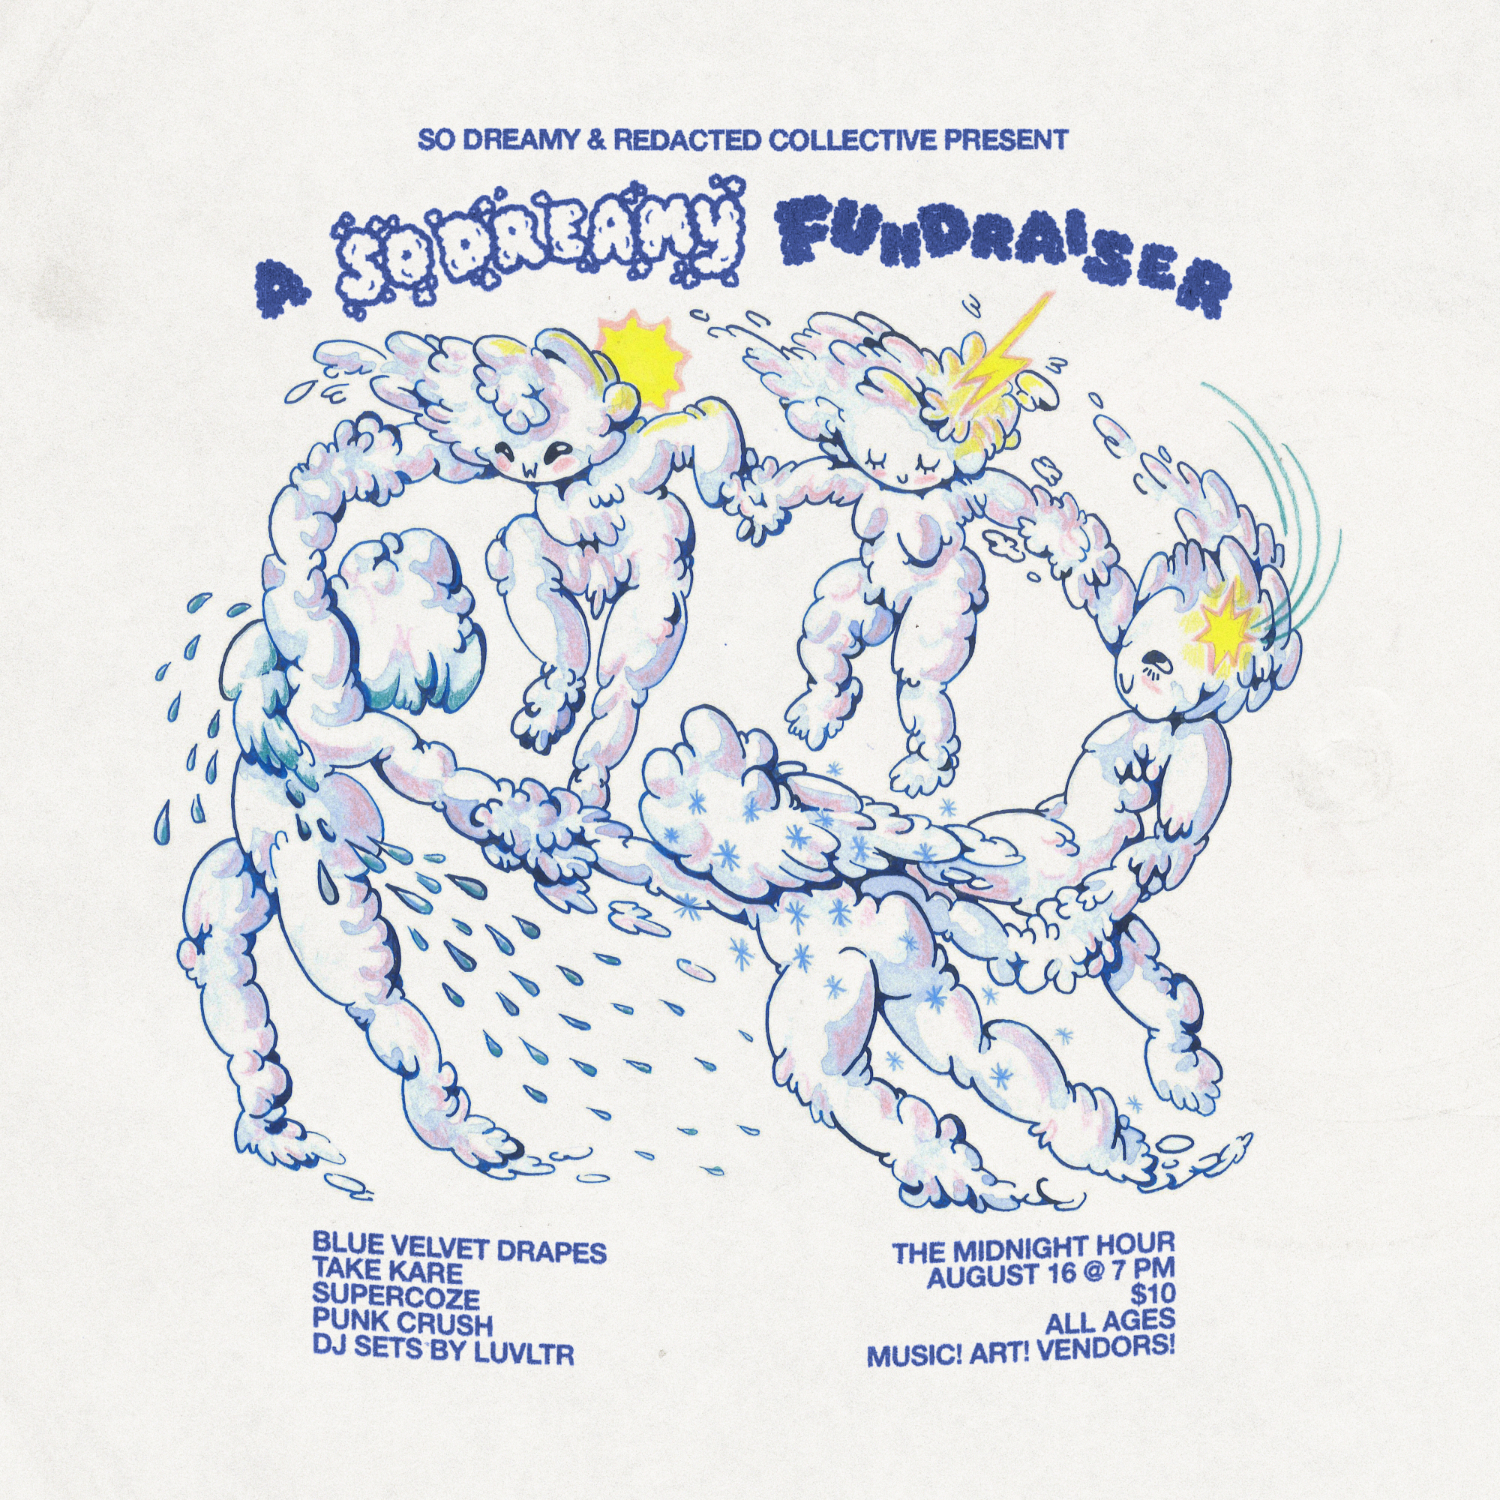 SO DREAMY & REDACTED COLLECTIVE PRESENT
A SO DREAMY FUNDRAISER
BLUE VELVET DRAPES
TAKE KARE
SUPERCOZE
PUNK CRUSH
DJ SETS BY LUVLTR
THE MIDNIGHT HOUR
AUGUST 16 @ 7 PM
$10
ALL AGES
MUSIC! ART! VENDORS!